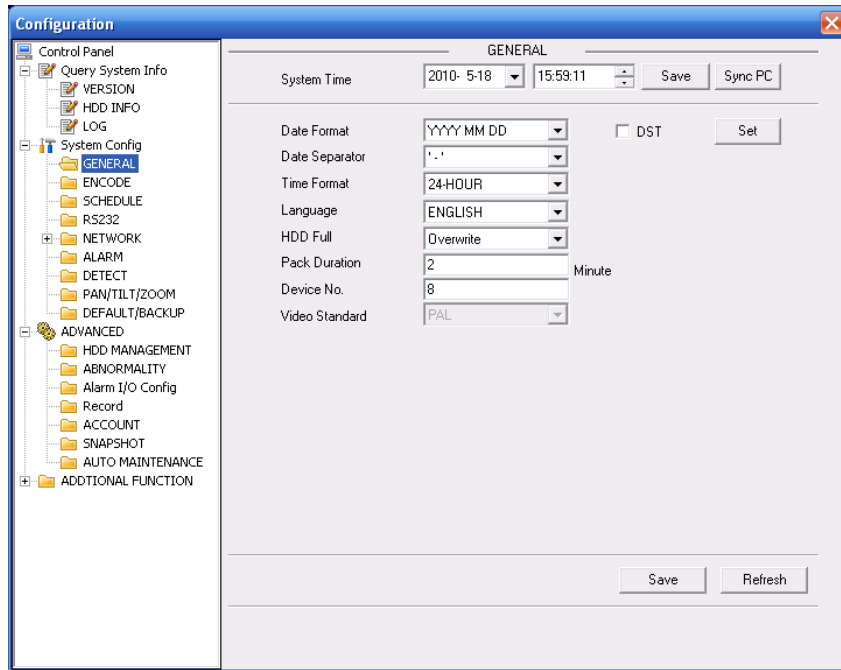 Configuration
Control Panel
Query System Info
VERSION
HDD INFO
LOG
System Config
GENERAL
ENCODE
SCHEDULE
RS232
NETWORK
ALARM
DETECT
PAN/TILT/ZOOM
DEFAULT/BACKUP
ADVANCED
HDD MANAGEMENT
ABNORMALITY
Alarm I/O Config
Record
ACCOUNT
SNAPSHOT
AUTO MAINTENANCE
ADDTIONAL FUNCTION
GENERAL
System Time 2010- 5-18 15:59:11 Save Sync PC
Date Format YYYY MM DD DST Set
Date Separator '-'
Time Format 24-HOUR
Language ENGLISH
HDD Full Overwrite
Pack Duration 2 Minute
Device No. 8
Video Standard PAL
Save Refresh